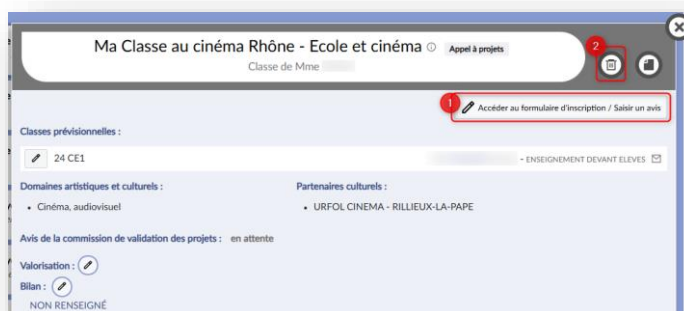 Ma Classe au cinéma Rhône - Ecole et cinéma Appel à projets
Classe de Mme
2
1
Accéder au formulaire d'inscription / Saisir un avis
Classes prévisionnelles :
24 CE1 - ENSEIGNEMENT DEVANT ELEVES
Domaines artistiques et culturels : Partenaires culturels :
• Cinéma, audiovisuel • URFOL CINEMA - RILLIEUX-LA-PAPE
Avis de la commission de validation des projets : en attente
Valorisation :
Bilan :
NON RENSEIGNÉ